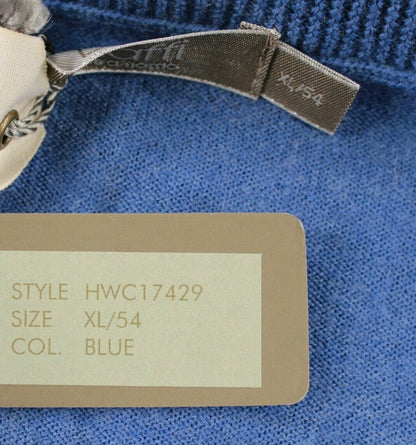 XL/54
STYLE HWC17429
SIZE XL/54
COL. BLUE